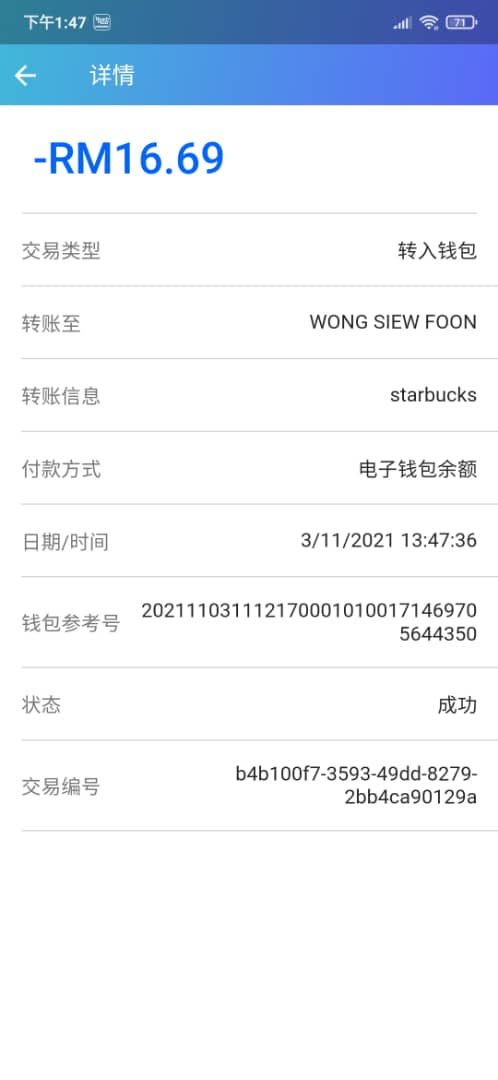 下午1:47
71
详情
-RM16.69
交易类型 转入钱包
转账至 WONG SIEW FOON
转账信息 starbucks
付款方式 电子钱包余额
日期/时间 3/11/2021 13:47:36
钱包参考号 202111031112170001010017146970
5644350
状态 成功
交易编号 b4b100f7-3593-49dd-8279-
2bb4ca90129a